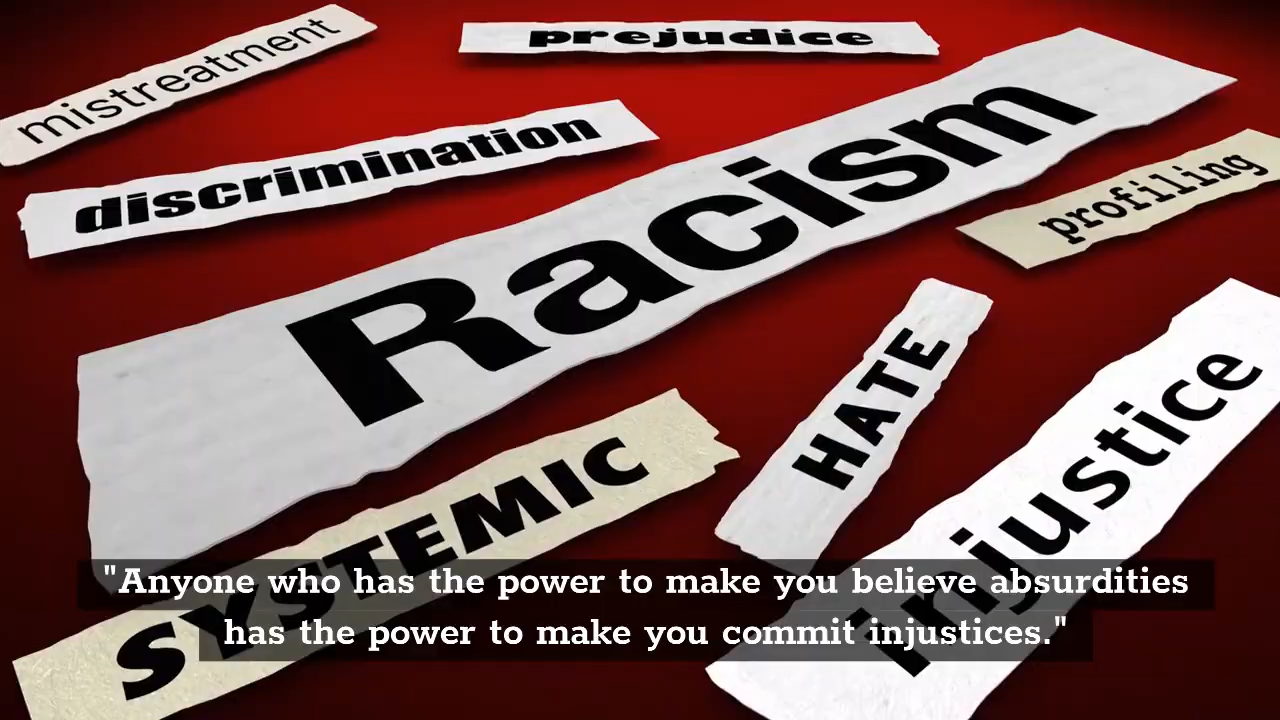 mistreatment
prejudice
discrimination
Racism
profiling
HATE
Injustice
SYSTEMIC
"Anyone who has the power to make you believe absurdities
has the power to make you commit injustices."